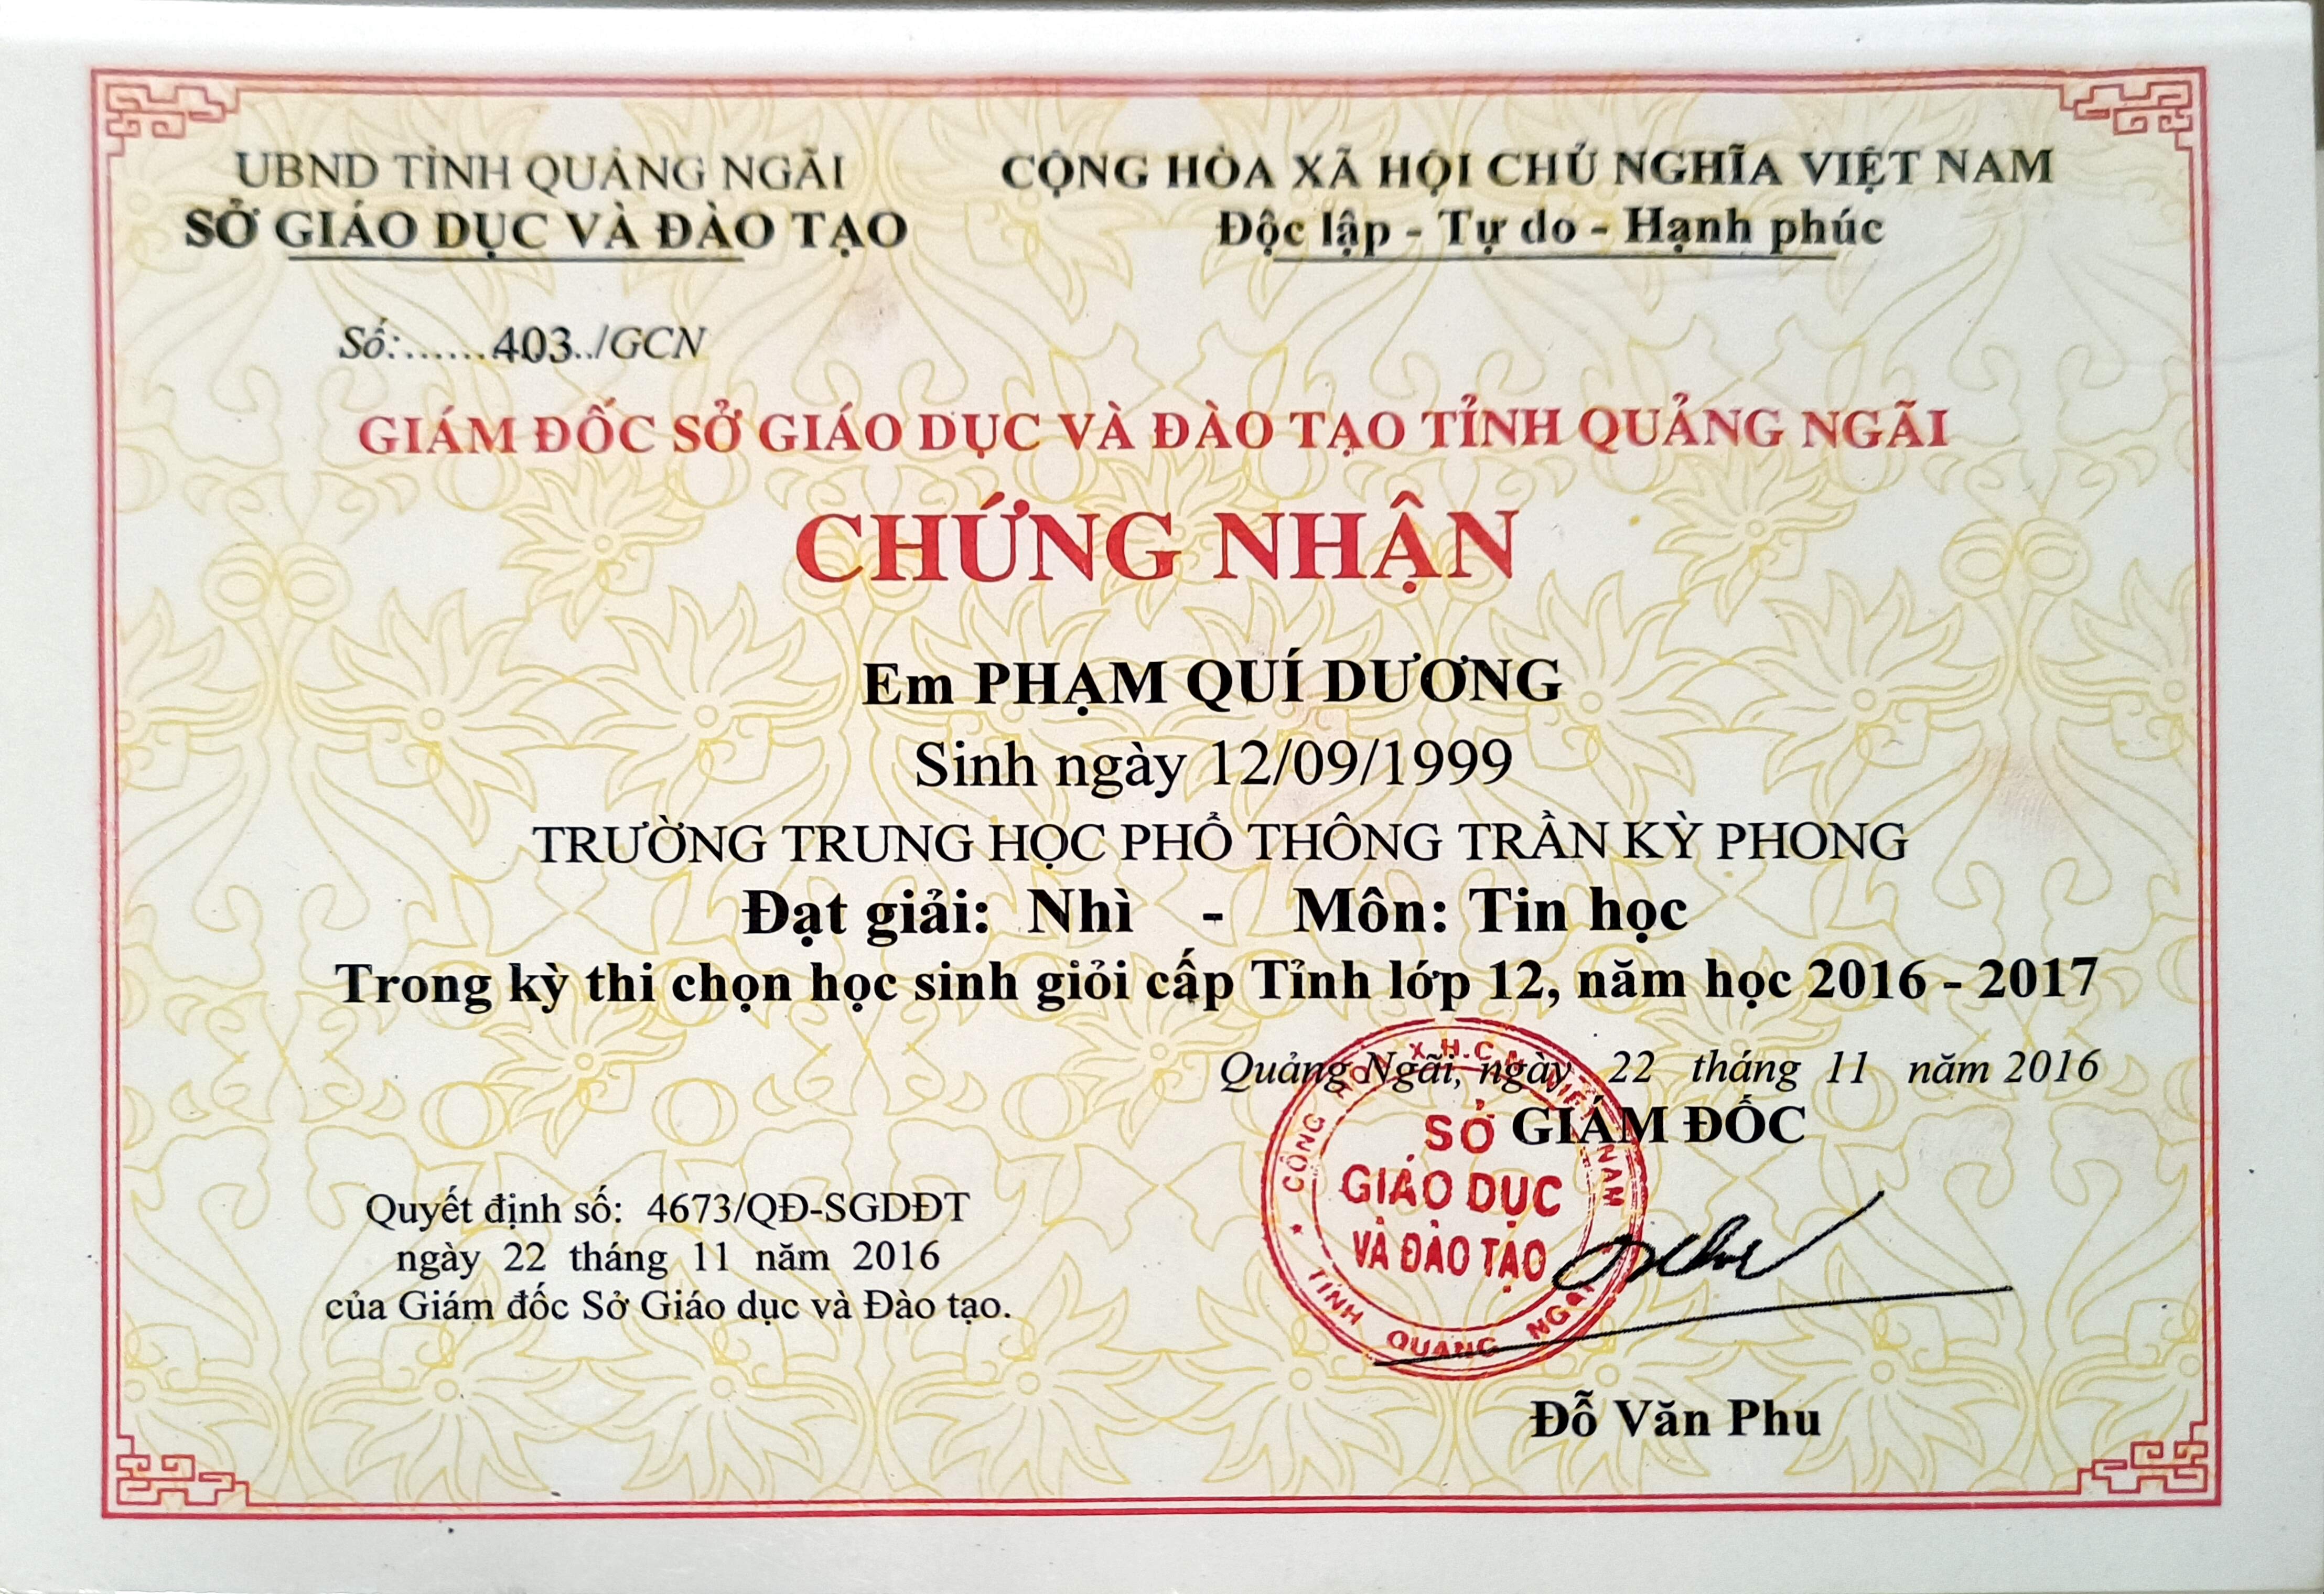 UBND TỈNH QUẢNG NGÃI
SỞ GIÁO DỤC VÀ ĐÀO TẠO
CỘNG HÒA XÃ HỘI CHỦ NGHĨA VIỆT NAM
Độc lập - Tự do - Hạnh phúc
Số:.......403../GCN
GIÁM ĐỐC SỞ GIÁO DỤC VÀ ĐÀO TẠO TỈNH QUẢNG NGÃI
CHỨNG NHẬN
Em PHẠM QUÍ DƯƠNG
Sinh ngày 12/09/1999
TRƯỜNG TRUNG HỌC PHỔ THÔNG TRẦN KỲ PHONG
Đạt giải: Nhì - Môn: Tin học
Trong kỳ thi chọn học sinh giỏi cấp Tỉnh lớp 12, năm học 2016 - 2017
Quảng Ngãi, ngày 22 tháng 11 năm 2016
GIÁM ĐỐC
CỘNG HÒA X.H.C.N VIỆT NAM
SỞ
GIÁO DỤC
VÀ ĐÀO TẠO
★ TỈNH QUẢNG NGÃI
Quyết định số: 4673/QĐ-SGDĐT
ngày 22 tháng 11 năm 2016
của Giám đốc Sở Giáo dục và Đào tạo.
Đỗ Văn Phu